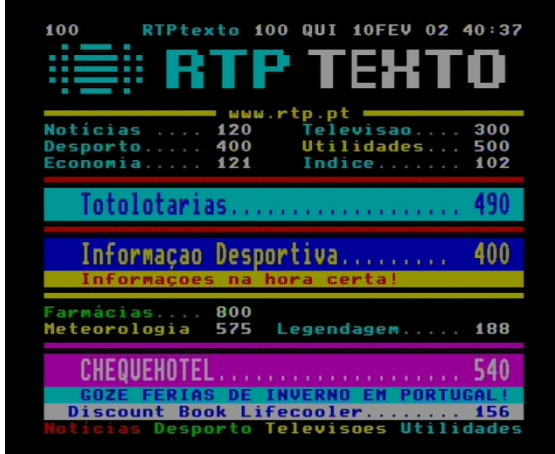 100 RTPtexto 100 QUI 10FEV 02 40:37
RTP TEXTO
www.rtp.pt
Notícias .... 120 Televisao.... 300
Desporto..... 400 Utilidades... 500
Economia..... 121 Indice....... 102
Totolotarias................... 490
Informaçao Desportiva......... 400
Informaçoes na hora certa!
Farmácias.... 800
Meteorologia 575 Legendagem..... 188
CHEQUEHOTEL.................... 540
GOZE FERIAS DE INVERNO EM PORTUGAL!
Discount Book Lifecooler........ 156
Notícias Desporto Televisoes Utilidades